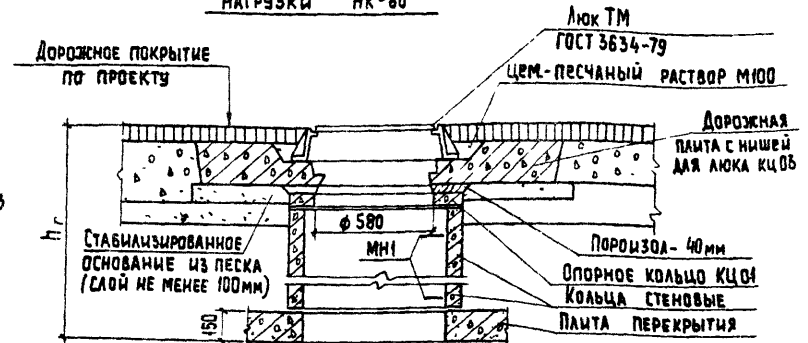 НАГРУЗКИ НК-80
Люк ТМ
ГОСТ 3634-79
Дорожное покрытие
по проекту
Цем.-песчаный раствор М100
Дорожная
плита с нишей
для люка КЦ0З
hг
ф 580
Стабилизированное
основание из песка
(слой не менее 100мм)
МН1
Пороизол - 40мм
Опорное кольцо КЦ01
Кольца стеновые
Плита перекрытия
150